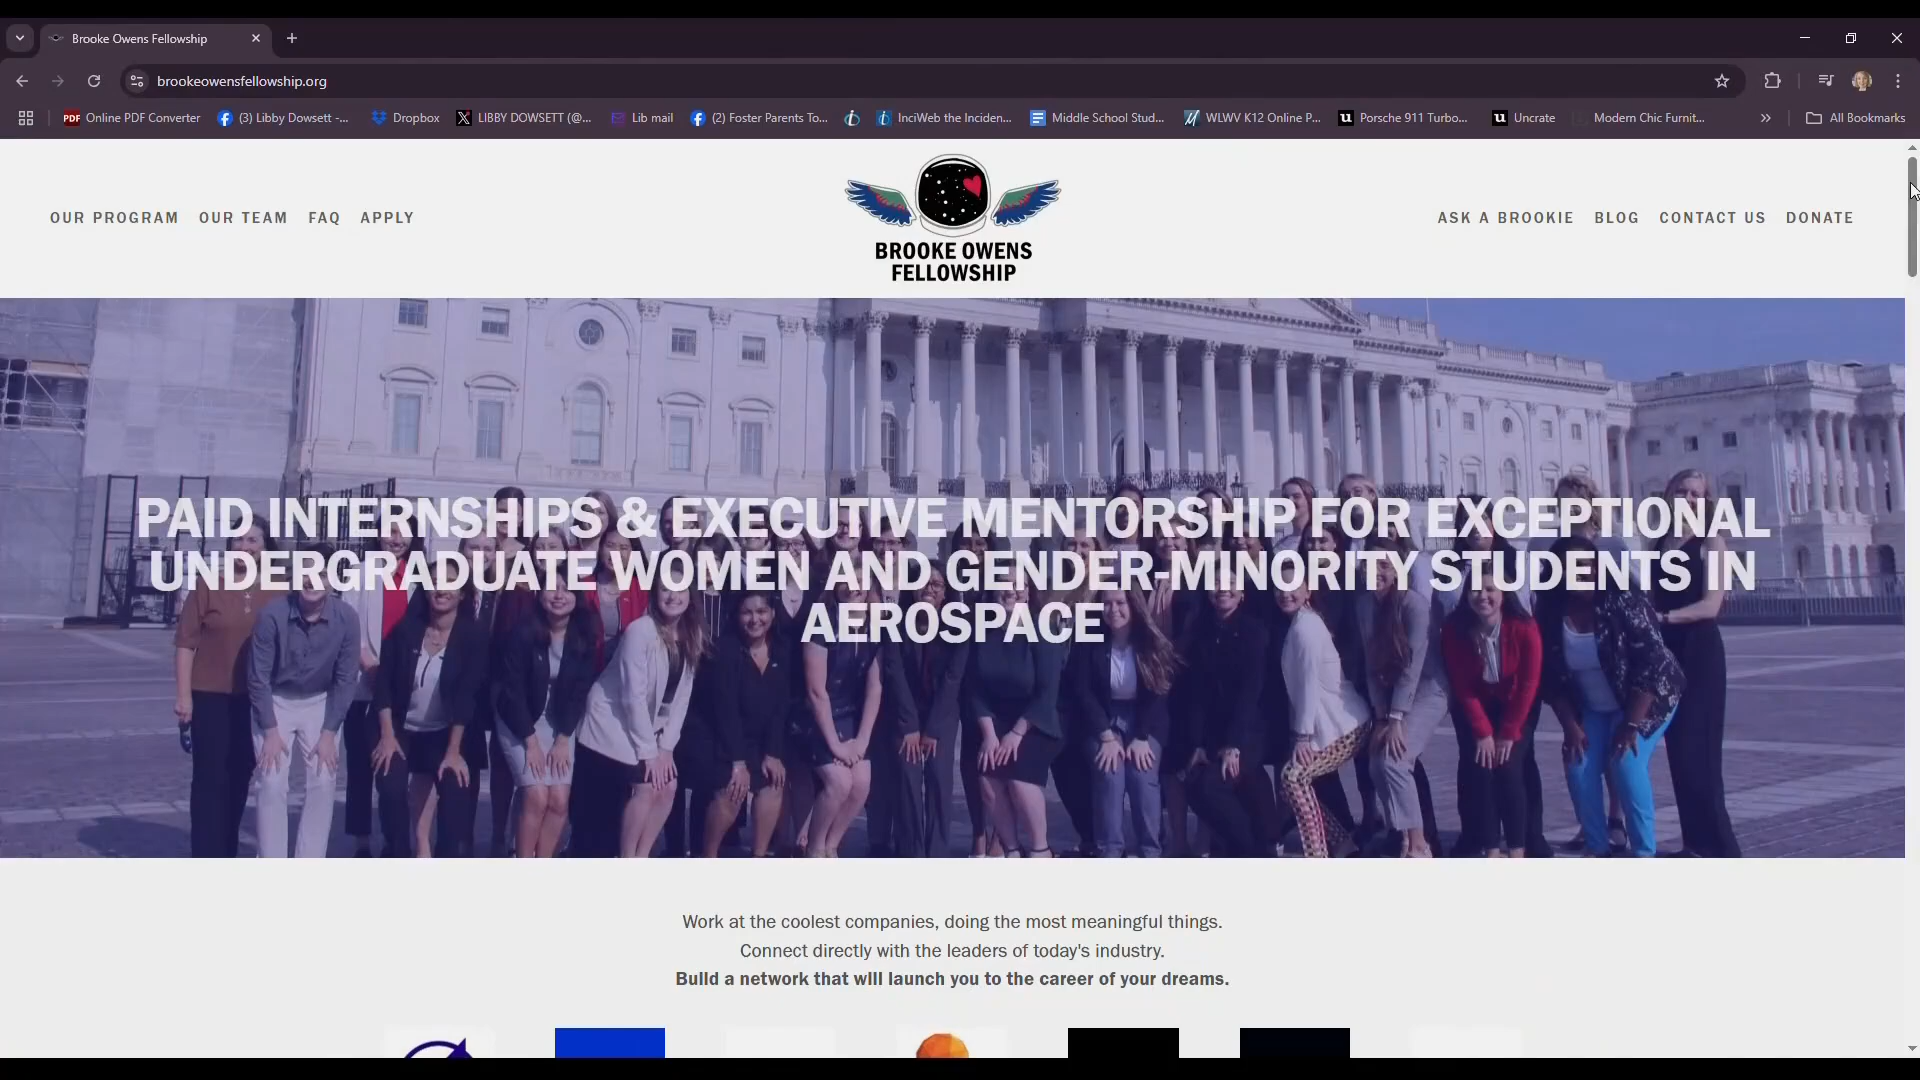 Brooke Owens Fellowship
brookeowensfellowship.org
PDF Online PDF Converter
(3) Libby Dowsett -...
Dropbox
LIBBY DOWSETT (@...
Lib mail
(2) Foster Parents To...
InciWeb the Inciden...
Middle School Stud...
WLWV K12 Online P...
Porsche 911 Turbo...
Uncrate
Modern Chic Furnit...
All Bookmarks
OUR PROGRAM OUR TEAM FAQ APPLY
BROOKE OWENS
FELLOWSHIP
ASK A BROOKIE BLOG CONTACT US DONATE
PAID INTERNSHIPS & EXECUTIVE MENTORSHIP FOR EXCEPTIONAL
UNDERGRADUATE WOMEN AND GENDER-MINORITY STUDENTS IN
AEROSPACE
Work at the coolest companies, doing the most meaningful things.
Connect directly with the leaders of today's industry.
Build a network that will launch you to the career of your dreams.